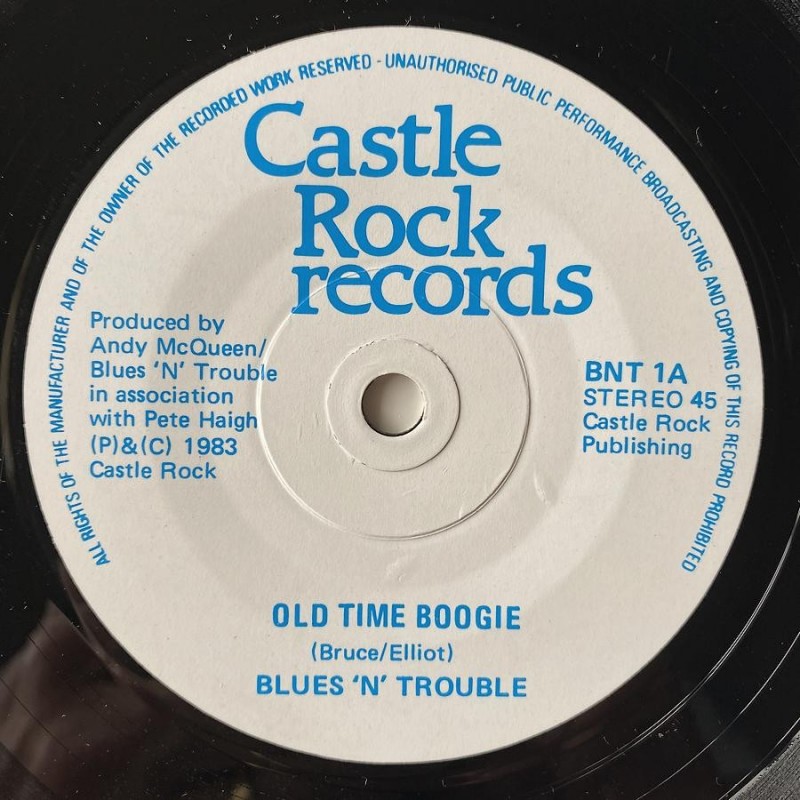 ALL RIGHTS OF THE MANUFACTURER AND OF THE OWNER OF THE RECORDED WORK RESERVED - UNAUTHORISED PUBLIC PERFORMANCE BROADCASTING AND COPYING OF THIS RECORD PROHIBITED
Castle
Rock
records
Produced by
Andy McQueen/
Blues 'N' Trouble
in association
with Pete Haigh
(P)&(C) 1983
Castle Rock
BNT 1A
STEREO 45
Castle Rock
Publishing
OLD TIME BOOGIE
(Bruce/Elliot)
BLUES 'N' TROUBLE